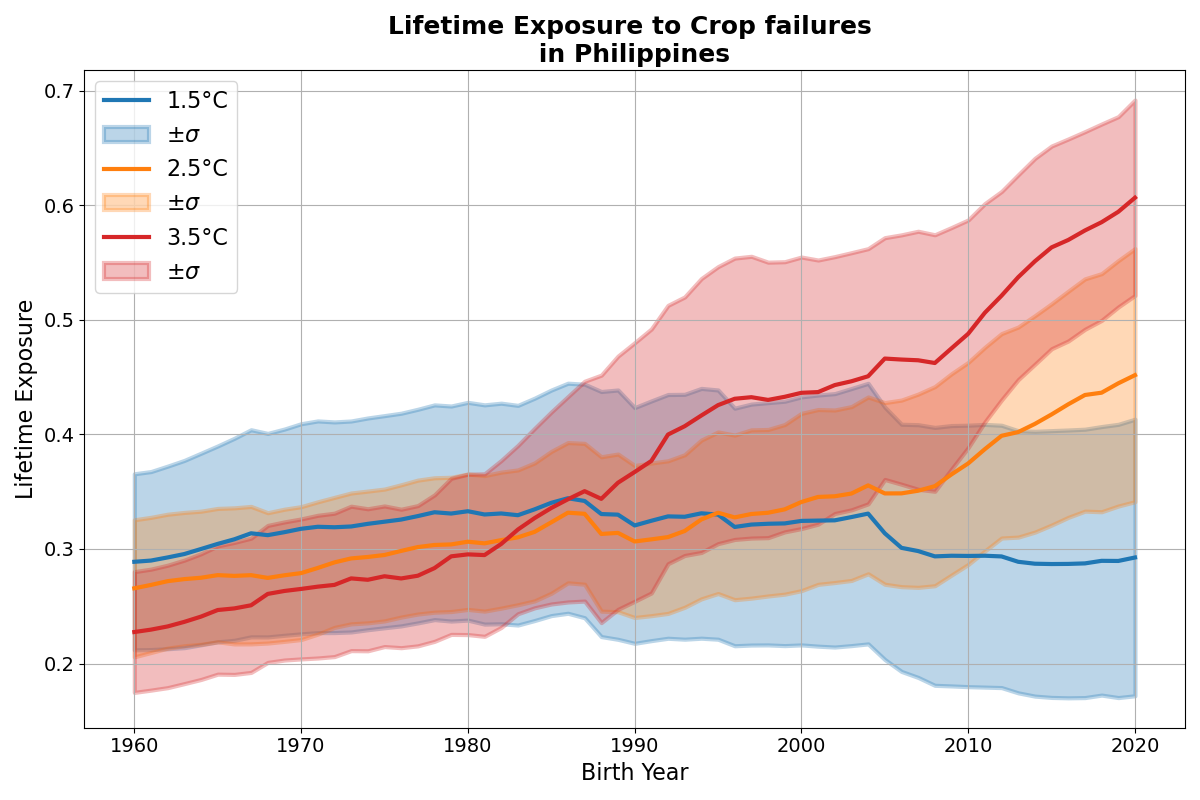 Lifetime Exposure to Crop failures
in Philippines
1.5°C
±σ
2.5°C
±σ
3.5°C
±σ
0.7
0.6
0.5
0.4
0.3
0.2
Lifetime Exposure
1960 1970 1980 1990 2000 2010 2020
Birth Year